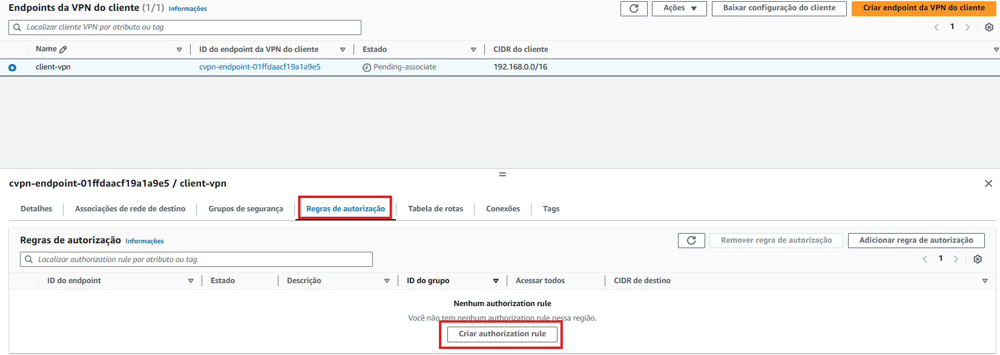 Endpoints da VPN do cliente (1/1) Informações
Ações
Baixar configuração do cliente
Criar endpoint da VPN do cliente
Localizar cliente VPN por atributo ou tag
1
Name ID do endpoint da VPN do cliente Estado CIDR do cliente
client-vpn cvpn-endpoint-01ffdaacf19a1a9e5 Pending-associate 192.168.0.0/16
cvpn-endpoint-01ffdaacf19a1a9e5 / client-vpn
Detalhes Associações de rede de destino Grupos de segurança Regras de autorização Tabela de rotas Conexões Tags
Regras de autorização Informações
Remover regra de autorização
Adicionar regra de autorização
Localizar authorization rule por atributo ou tag
1
ID do endpoint Estado Descrição ID do grupo Acessar todos CIDR de destino
Nenhum authorization rule
Você não tem nenhum authorization rule nessa região.
Criar authorization rule